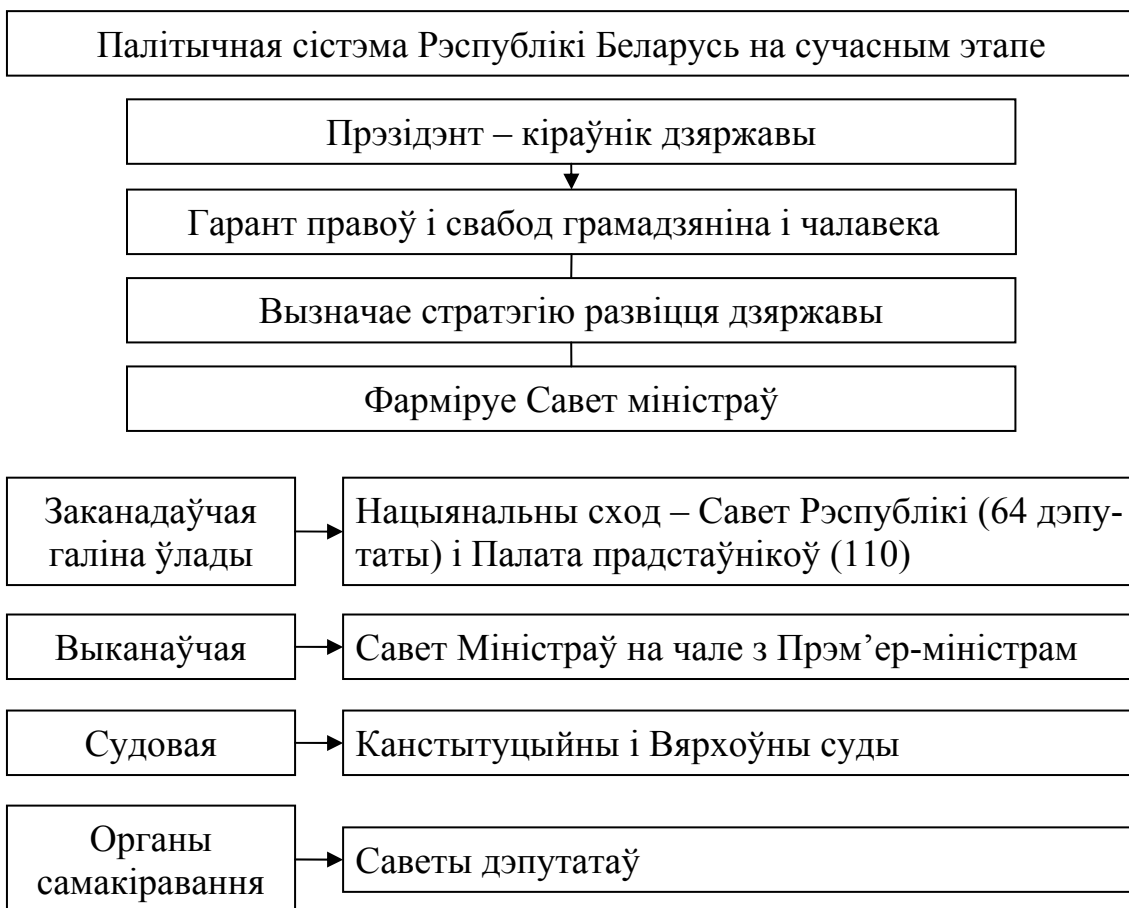 Палітычная сістэма Рэспублікі Беларусь на сучасным этапе
Прэзідэнт – кіраўнік дзяржавы
Гарант правоў і свабод грамадзяніна і чалавека
Вызначае стратэгію развіцця дзяржавы
Фарміруе Савет міністраў
Заканадаўчая
галіна ўлады
Нацыянальны сход – Савет Рэспублікі (64 дэпу-
таты) і Палата прадстаўнікоў (110)
Выканаўчая
Савет Міністраў на чале з Прэм’ер-міністрам
Судовая
Канстытуцыйны і Вярхоўны суды
Органы
самакіравання
Саветы дэпутатаў